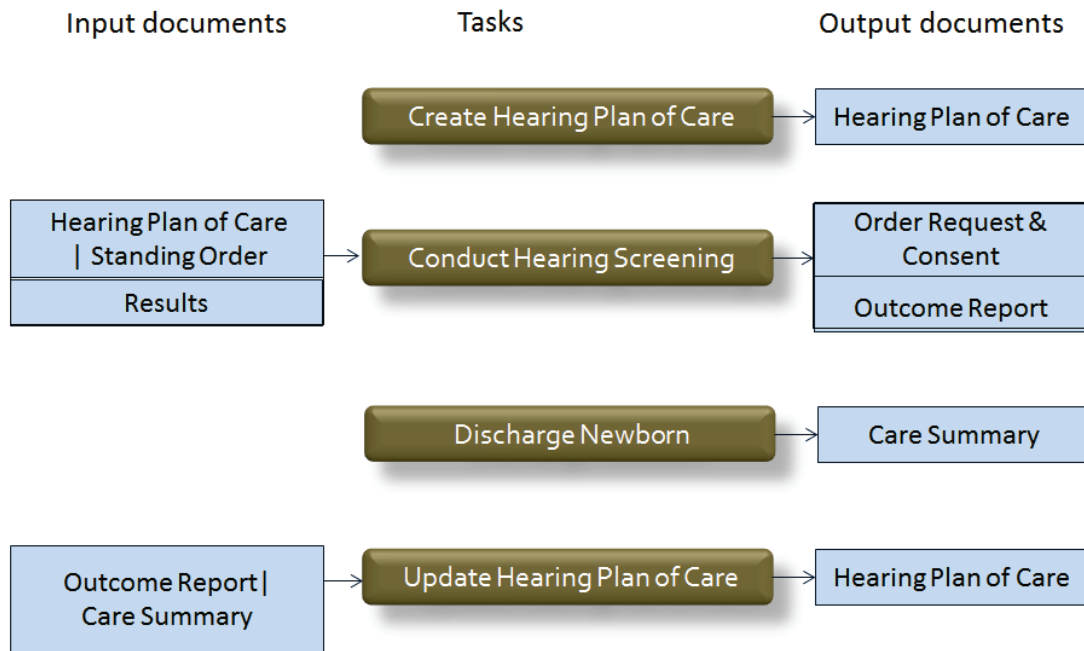 Input documents
Tasks
Output documents
Create Hearing Plan of Care
Hearing Plan of Care
Hearing Plan of Care
| Standing Order
Results
Conduct Hearing Screening
Order Request &
Consent
Outcome Report
Discharge Newborn
Care Summary
Outcome Report|
Care Summary
Update Hearing Plan of Care
Hearing Plan of Care